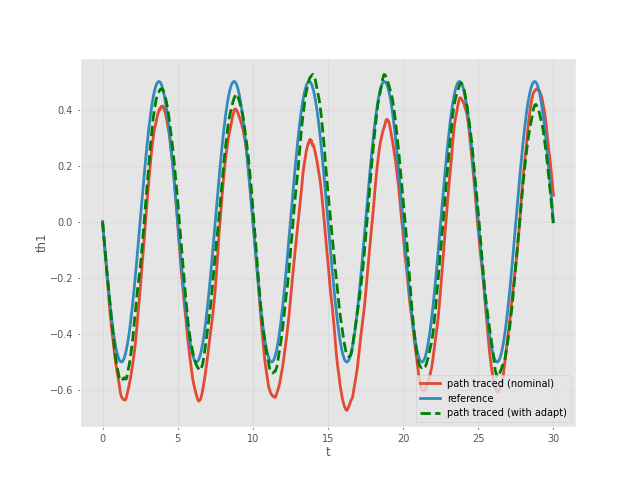 0.4
0.2
0.0
−0.2
−0.4
−0.6
th1
0
5
10
15
20
25
30
t
path traced (nominal)
reference
path traced (with adapt)